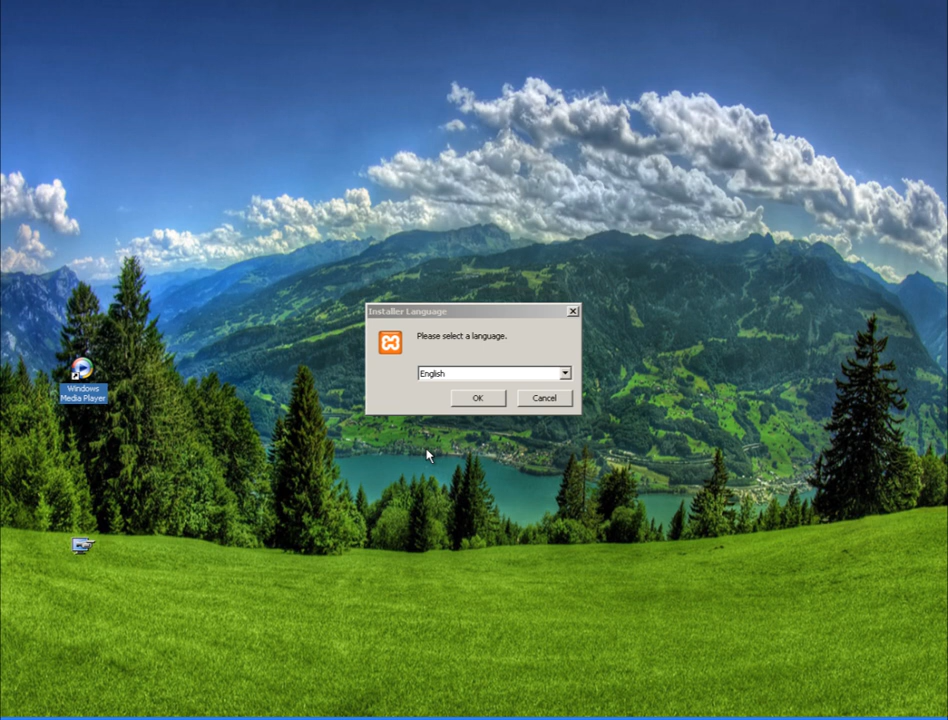 Installer Language
Please select a language.
English
OK
Cancel
Windows
Media Player